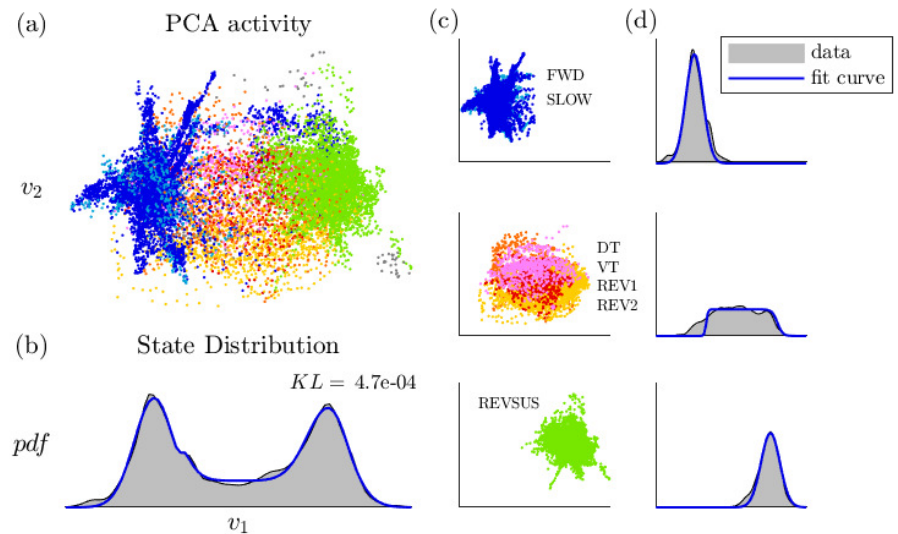 (a)
PCA activity
v2
(b)
State Distribution
KL = 4.7e-04
pdf
v1
(c)
FWD
SLOW
DT
VT
REV1
REV2
REVSUS
(d)
data
fit curve